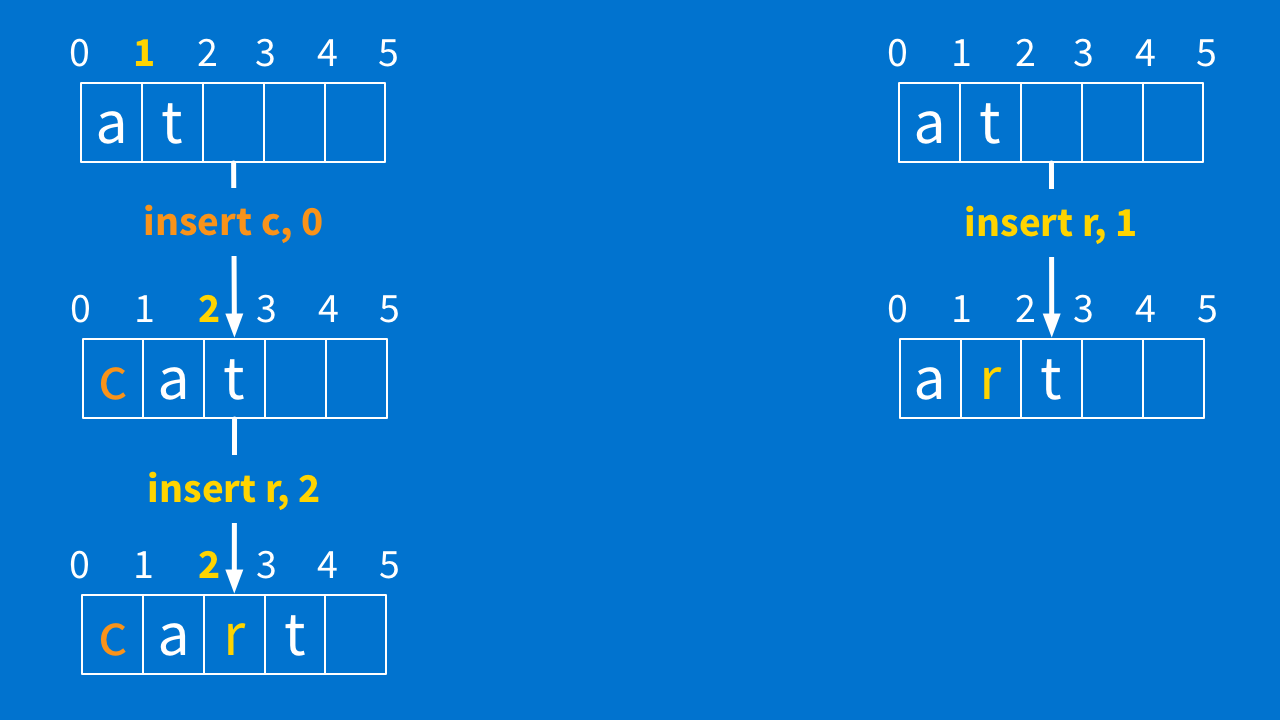 0 1 2 3 4 5
a t
insert c, 0
0 1 2 3 4 5
c a t
insert r, 2
0 1 2 3 4 5
c a r t
0 1 2 3 4 5
a t
insert r, 1
0 1 2 3 4 5
a r t